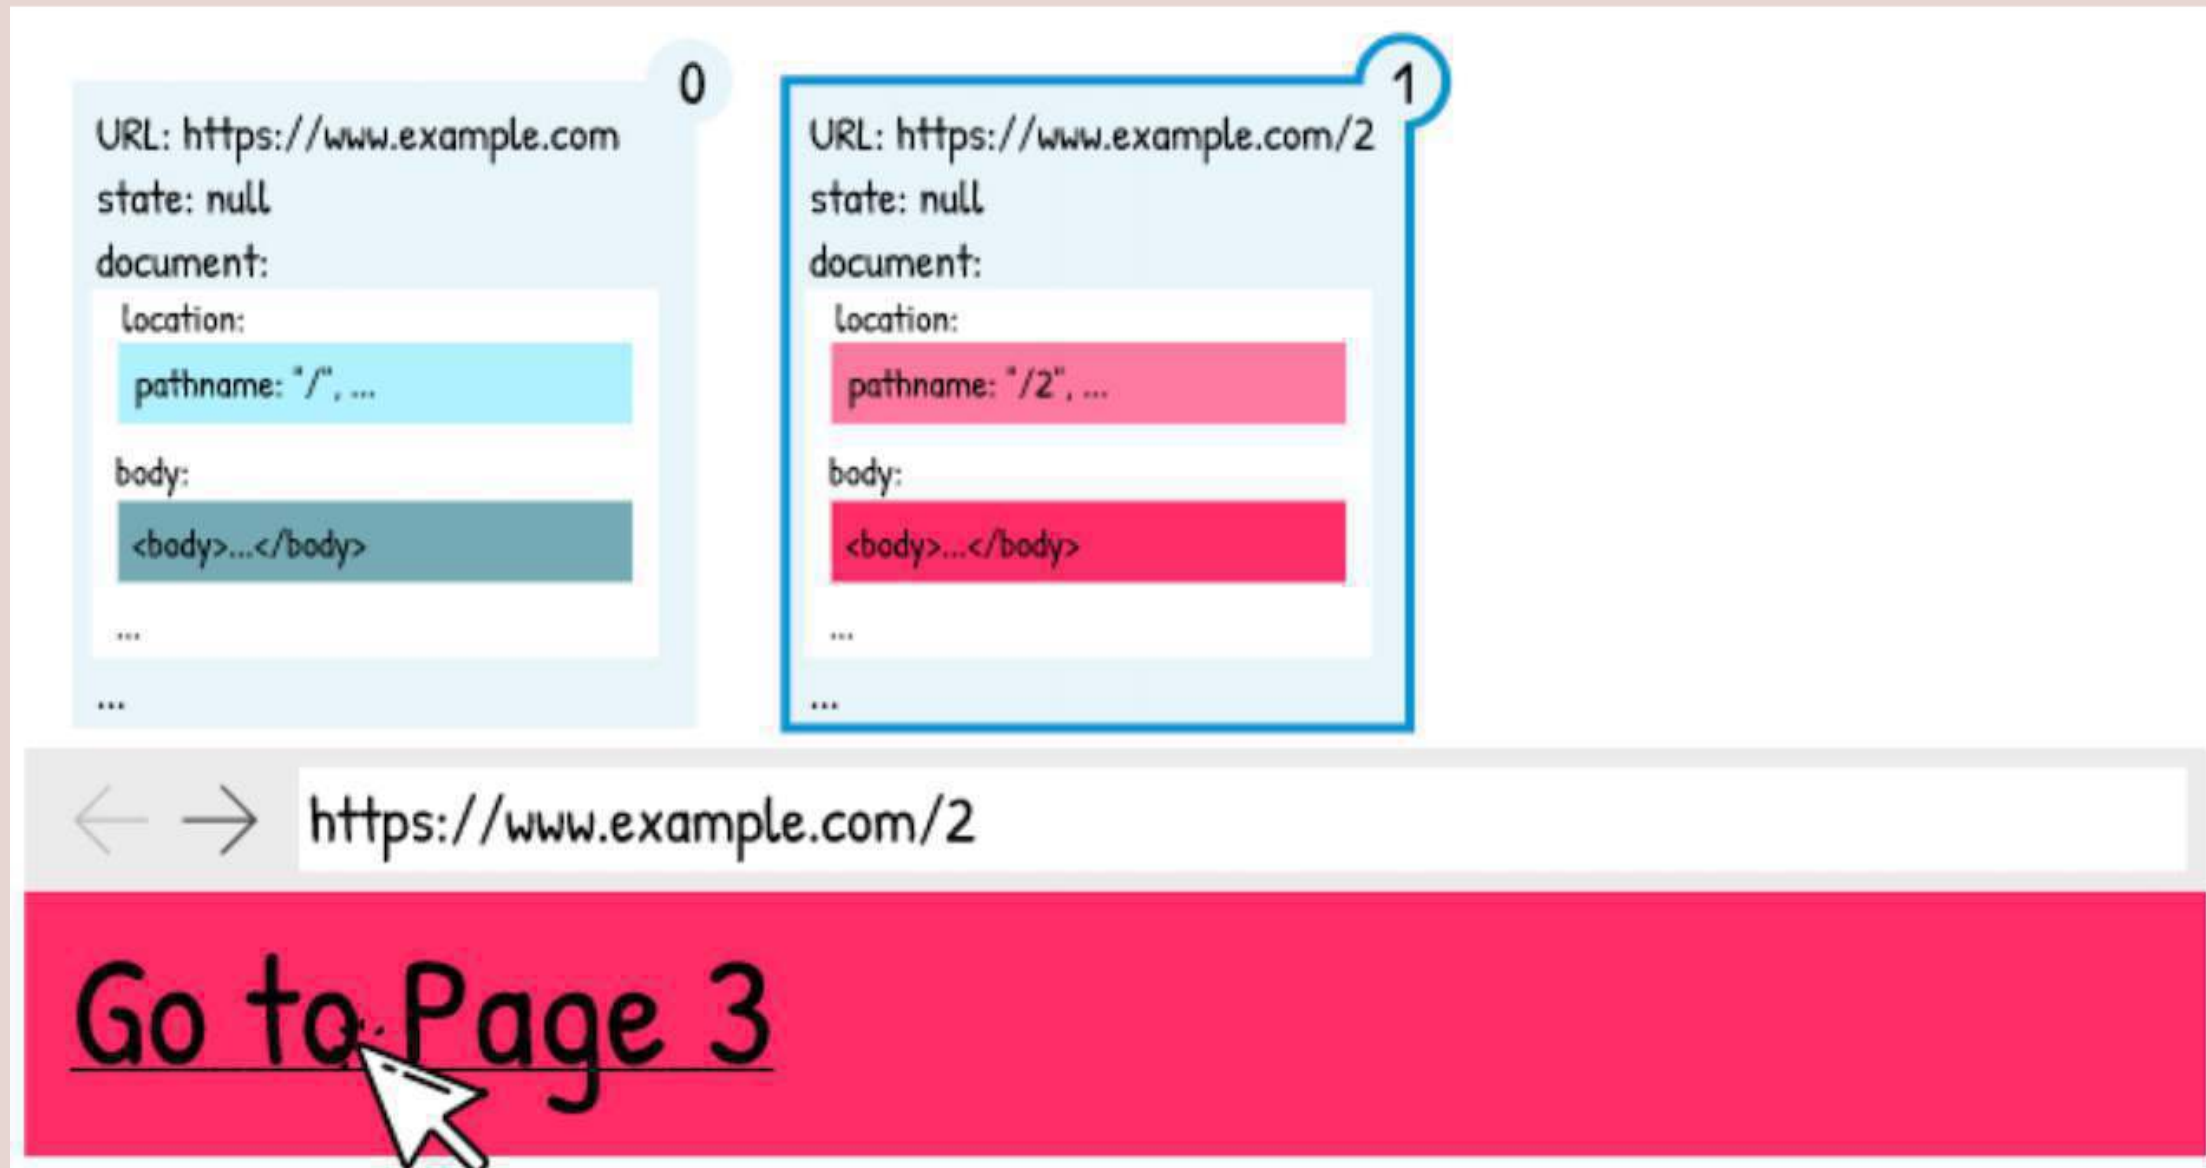 0
URL: https://www.example.com
state: null
document:
location:
pathname: "/", ...
body:
<body>...</body>
...
...
1
URL: https://www.example.com/2
state: null
document:
location:
pathname: "/2", ...
body:
<body>...</body>
...
...
https://www.example.com/2
Go to Page 3